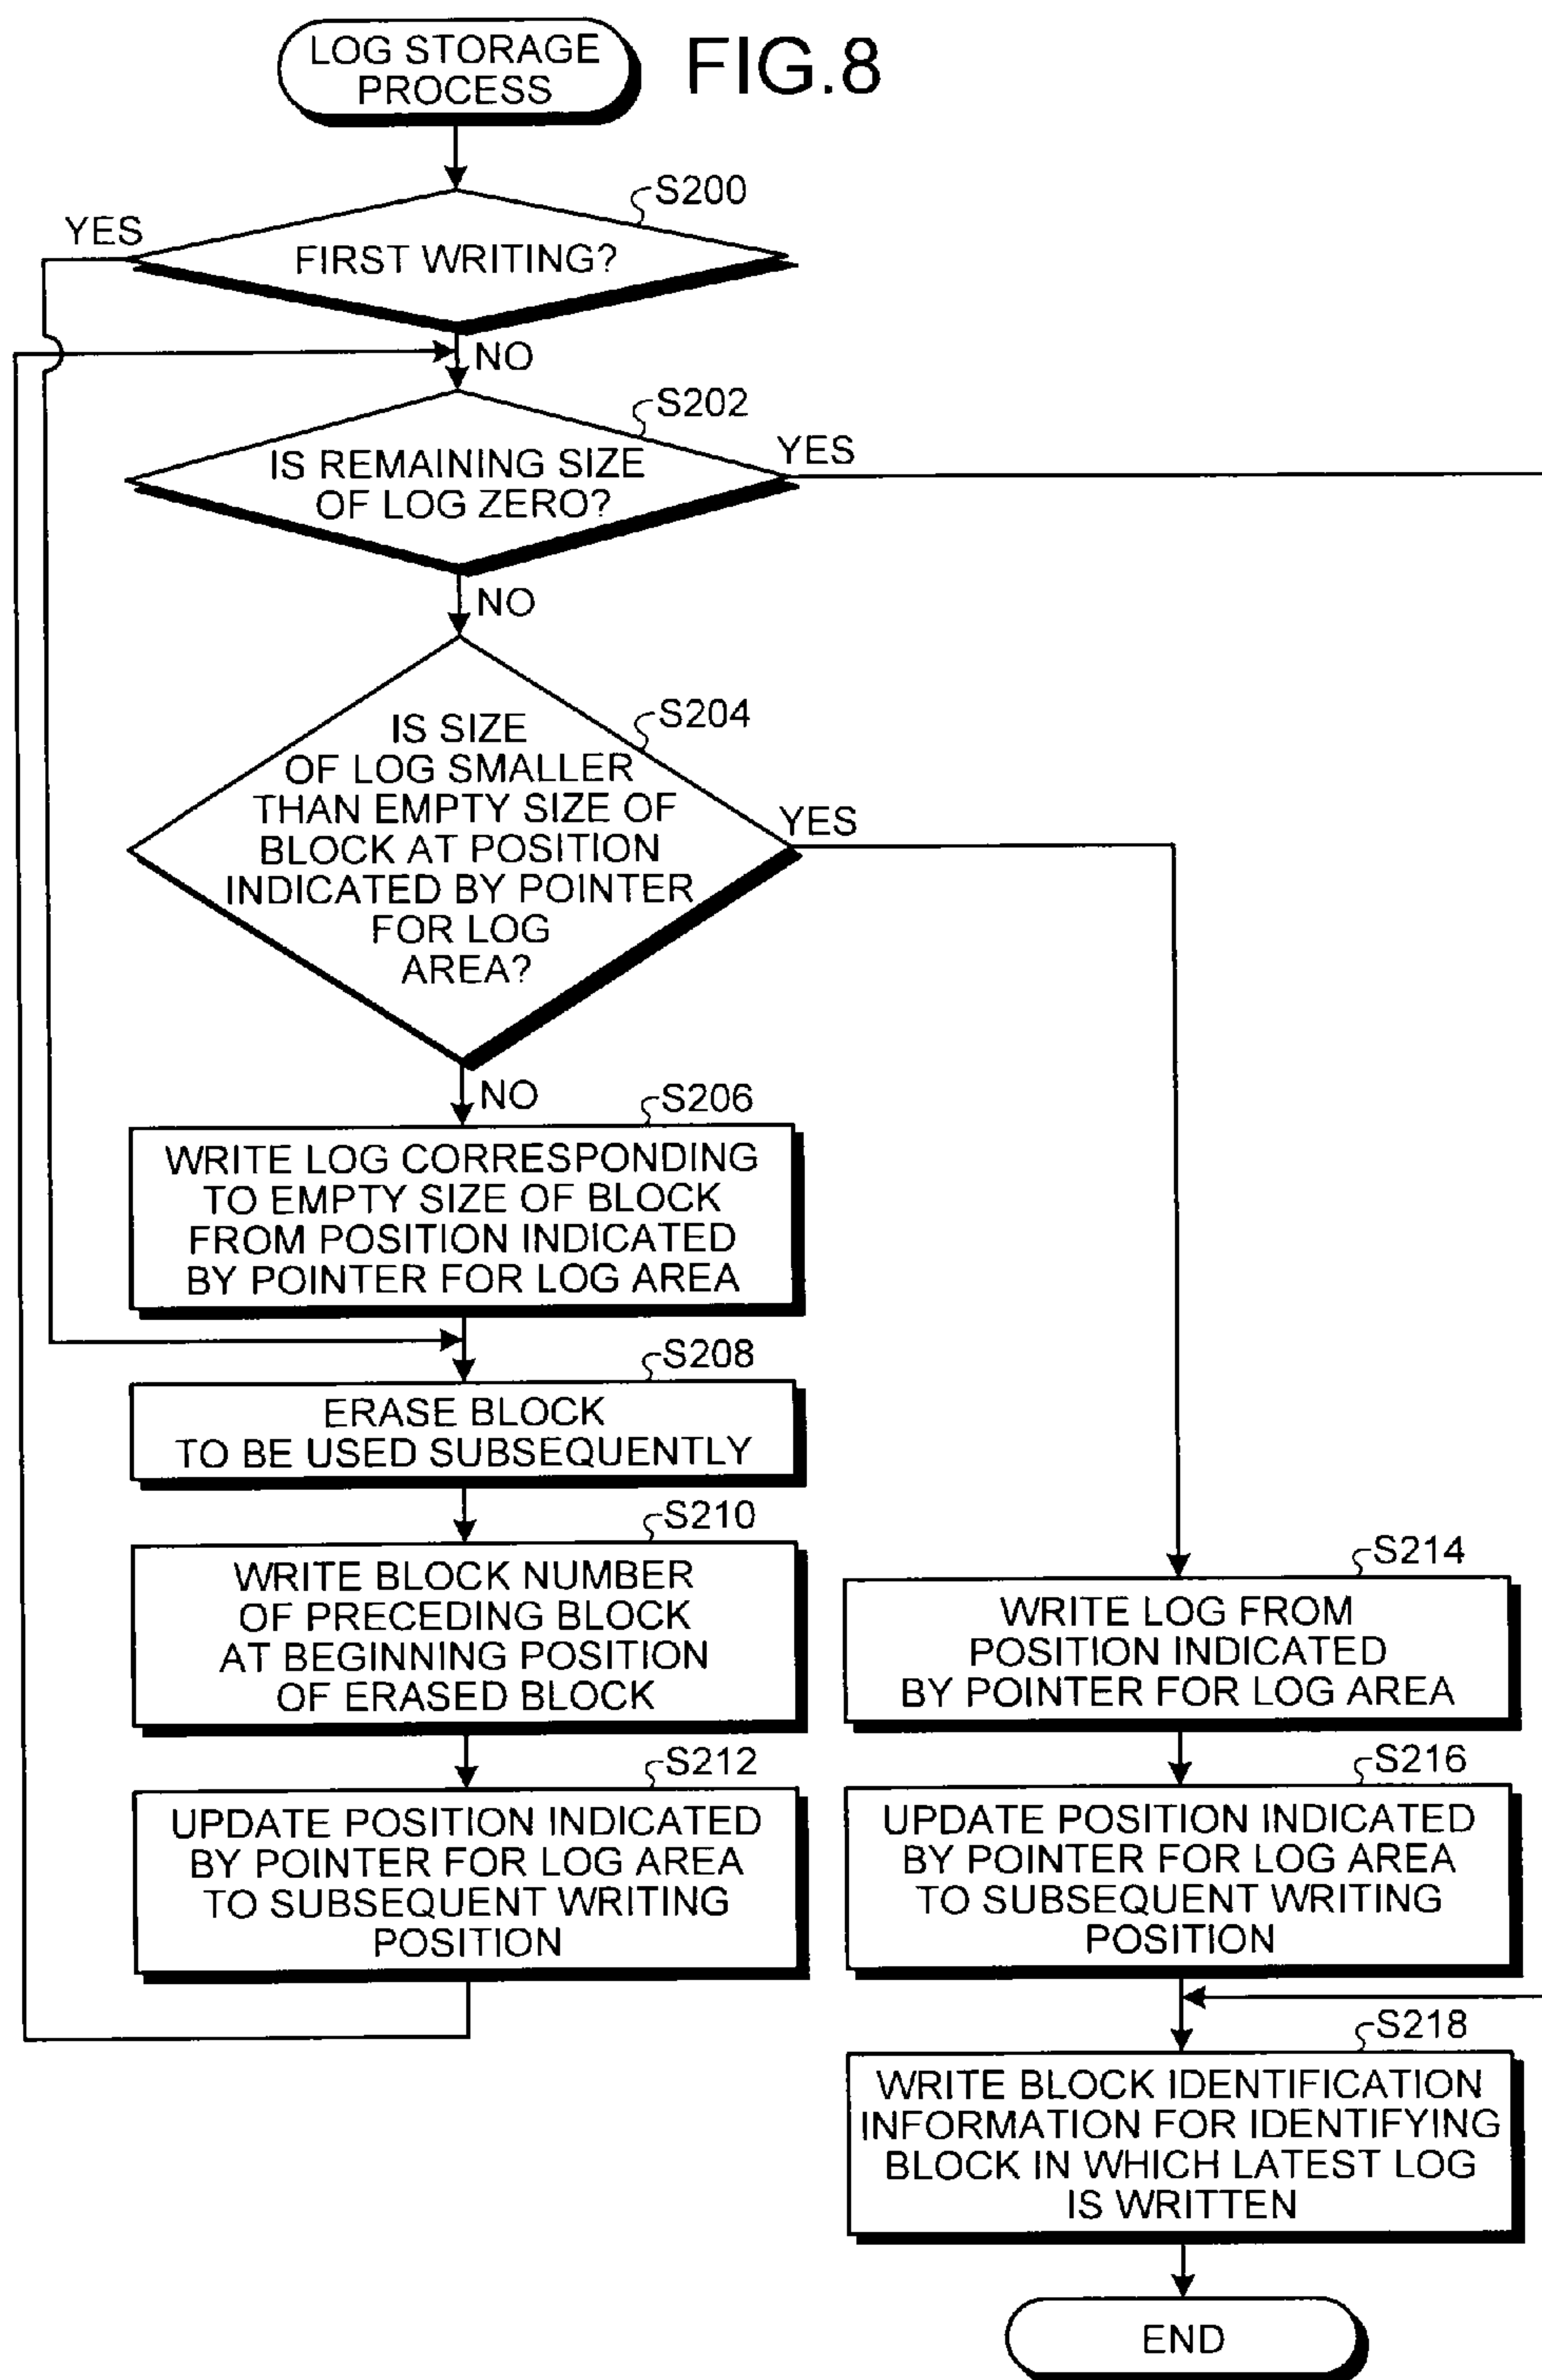 LOG STORAGE
PROCESS
FIG.8
S200
YES
FIRST WRITING?
NO
S202
YES
IS REMAINING SIZE
OF LOG ZERO?
NO
S204
IS SIZE
OF LOG SMALLER
THAN EMPTY SIZE OF
BLOCK AT POSITION
INDICATED BY POINTER
FOR LOG
AREA?
YES
NO
S206
WRITE LOG CORRESPONDING
TO EMPTY SIZE OF BLOCK
FROM POSITION INDICATED
BY POINTER FOR LOG AREA
S208
ERASE BLOCK
TO BE USED SUBSEQUENTLY
S210
WRITE BLOCK NUMBER
OF PRECEDING BLOCK
AT BEGINNING POSITION
OF ERASED BLOCK
S212
UPDATE POSITION INDICATED
BY POINTER FOR LOG AREA
TO SUBSEQUENT WRITING
POSITION
S214
WRITE LOG FROM
POSITION INDICATED
BY POINTER FOR LOG AREA
S216
UPDATE POSITION INDICATED
BY POINTER FOR LOG AREA
TO SUBSEQUENT WRITING
POSITION
S218
WRITE BLOCK IDENTIFICATION
INFORMATION FOR IDENTIFYING
BLOCK IN WHICH LATEST LOG
IS WRITTEN
END